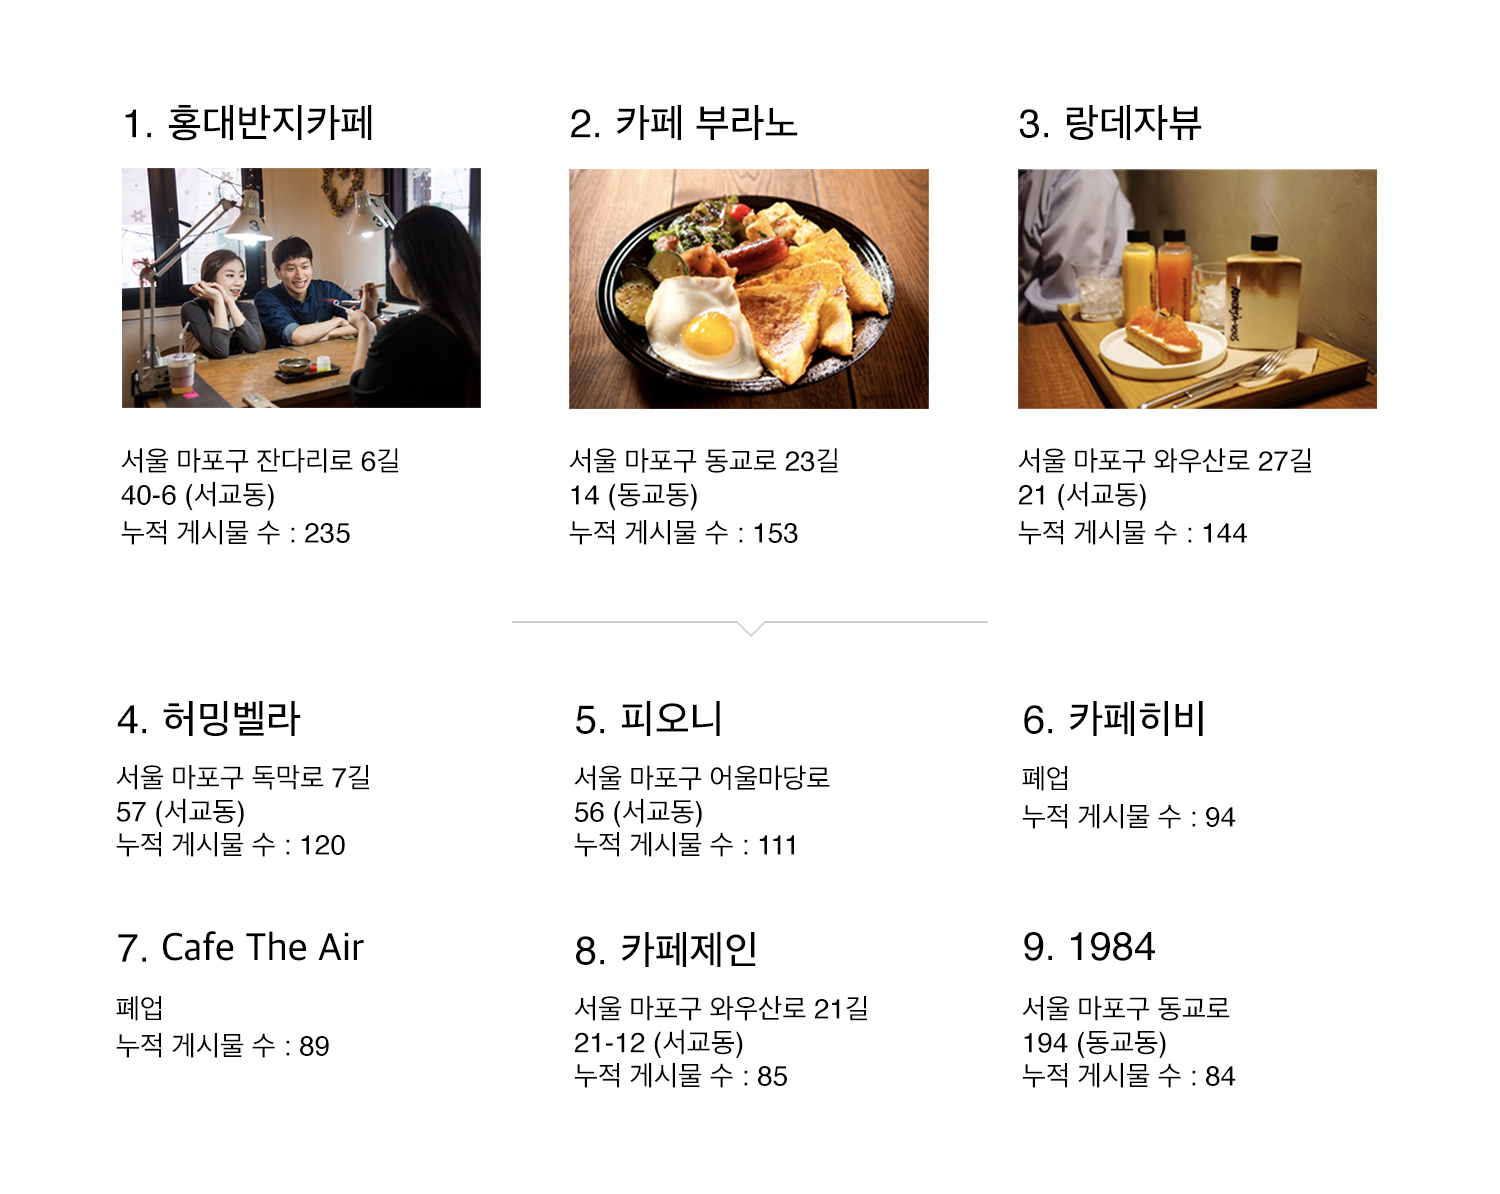 1. 홍대반지카페
서울 마포구 잔다리로 6길
40-6 (서교동)
누적 게시물 수 : 235
2. 카페 부라노
서울 마포구 동교로 23길
14 (동교동)
누적 게시물 수 : 153
3. 랑데자뷰
서울 마포구 와우산로 27길
21 (서교동)
누적 게시물 수 : 144
4. 허밍벨라
서울 마포구 독막로 7길
57 (서교동)
누적 게시물 수 : 120
5. 피오니
서울 마포구 어울마당로
56 (서교동)
누적 게시물 수 : 111
6. 카페히비
폐업
누적 게시물 수 : 94
7. Cafe The Air
폐업
누적 게시물 수 : 89
8. 카페제인
서울 마포구 와우산로 21길
21-12 (서교동)
누적 게시물 수 : 85
9. 1984
서울 마포구 동교로
194 (동교동)
누적 게시물 수 : 84